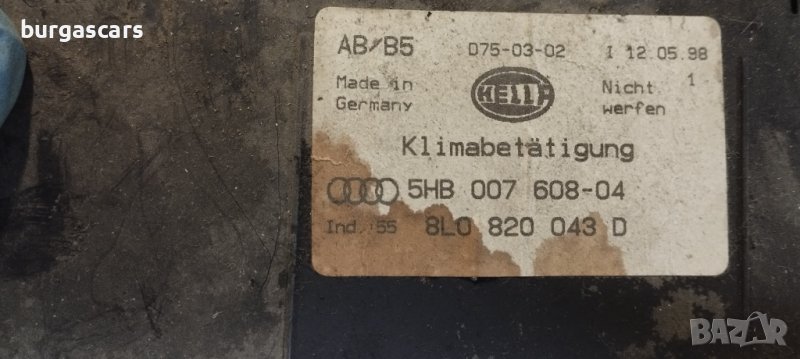 burgascars
AB/B5 D75-03-02 I 12.05.98
Made in Germany
HELLA
Nicht werfen 1
Klimabetätigung
5HB 007 608-04
Ind. 55 8L0 820 043 D
BAZAR